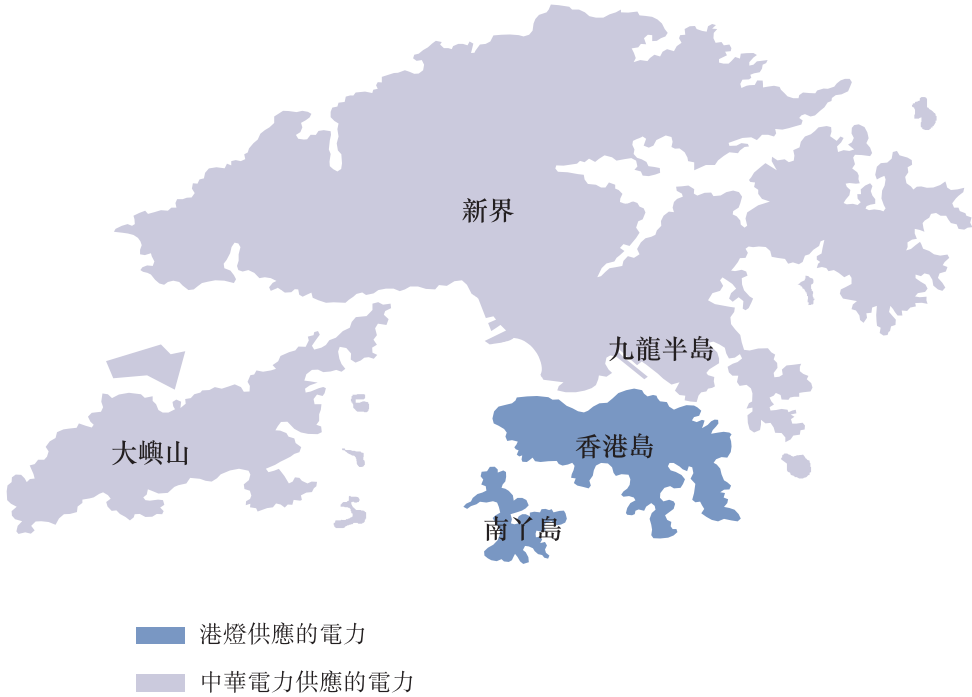 新界
九龍半島
香港島
大嶼山
南丫島
港燈供應的電力
中華電力供應的電力